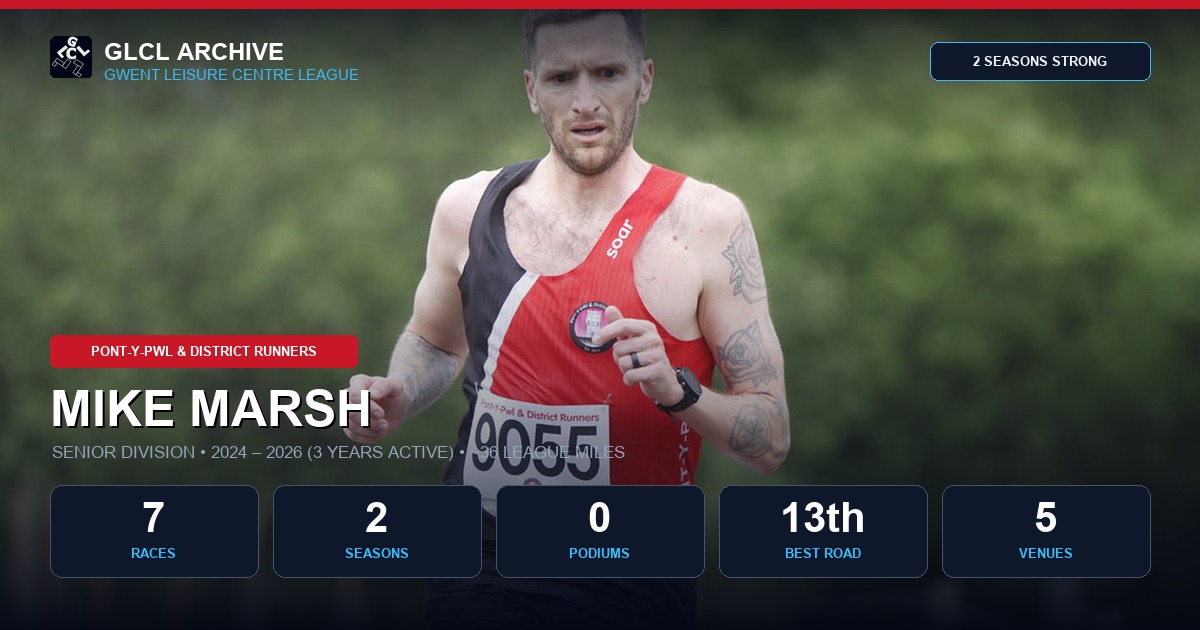 GLCL ARCHIVE
GWENT LEISURE CENTRE LEAGUE
2 SEASONS STRONG
soar
PONT-Y-PWL & DISTRICT RUNNERS
MIKE MARSH
Pont-Y-Pwl & District Runners
9055
SENIOR DIVISION • 2024 – 2026 (3 YEARS ACTIVE) • ~36 LEAGUE MILES
7
RACES
2
SEASONS
0
PODIUMS
13th
BEST ROAD
5
VENUES